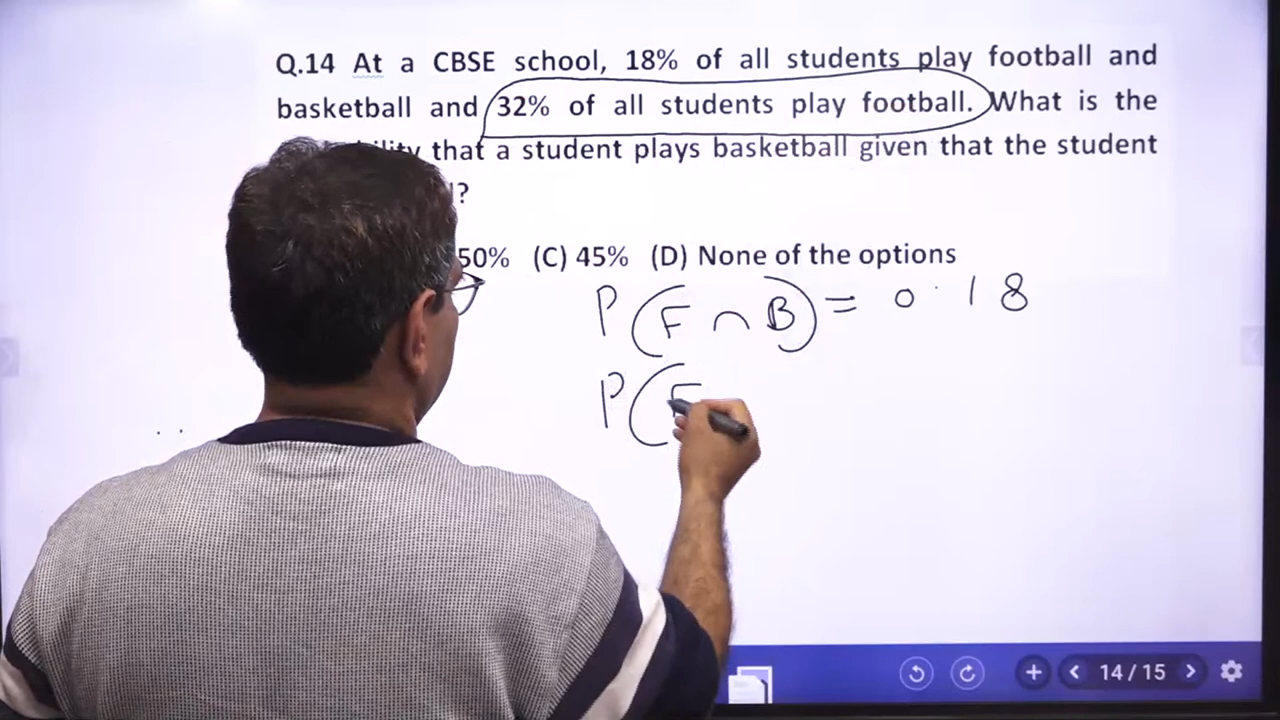 Q.14 At a CBSE school, 18% of all students play football and
basketball and 32% of all students play football. What is the
that a student plays basketball given that the student
?
50% (C) 45% (D) None of the options
P(F ∩ B) = 0.18
P(F
14/15